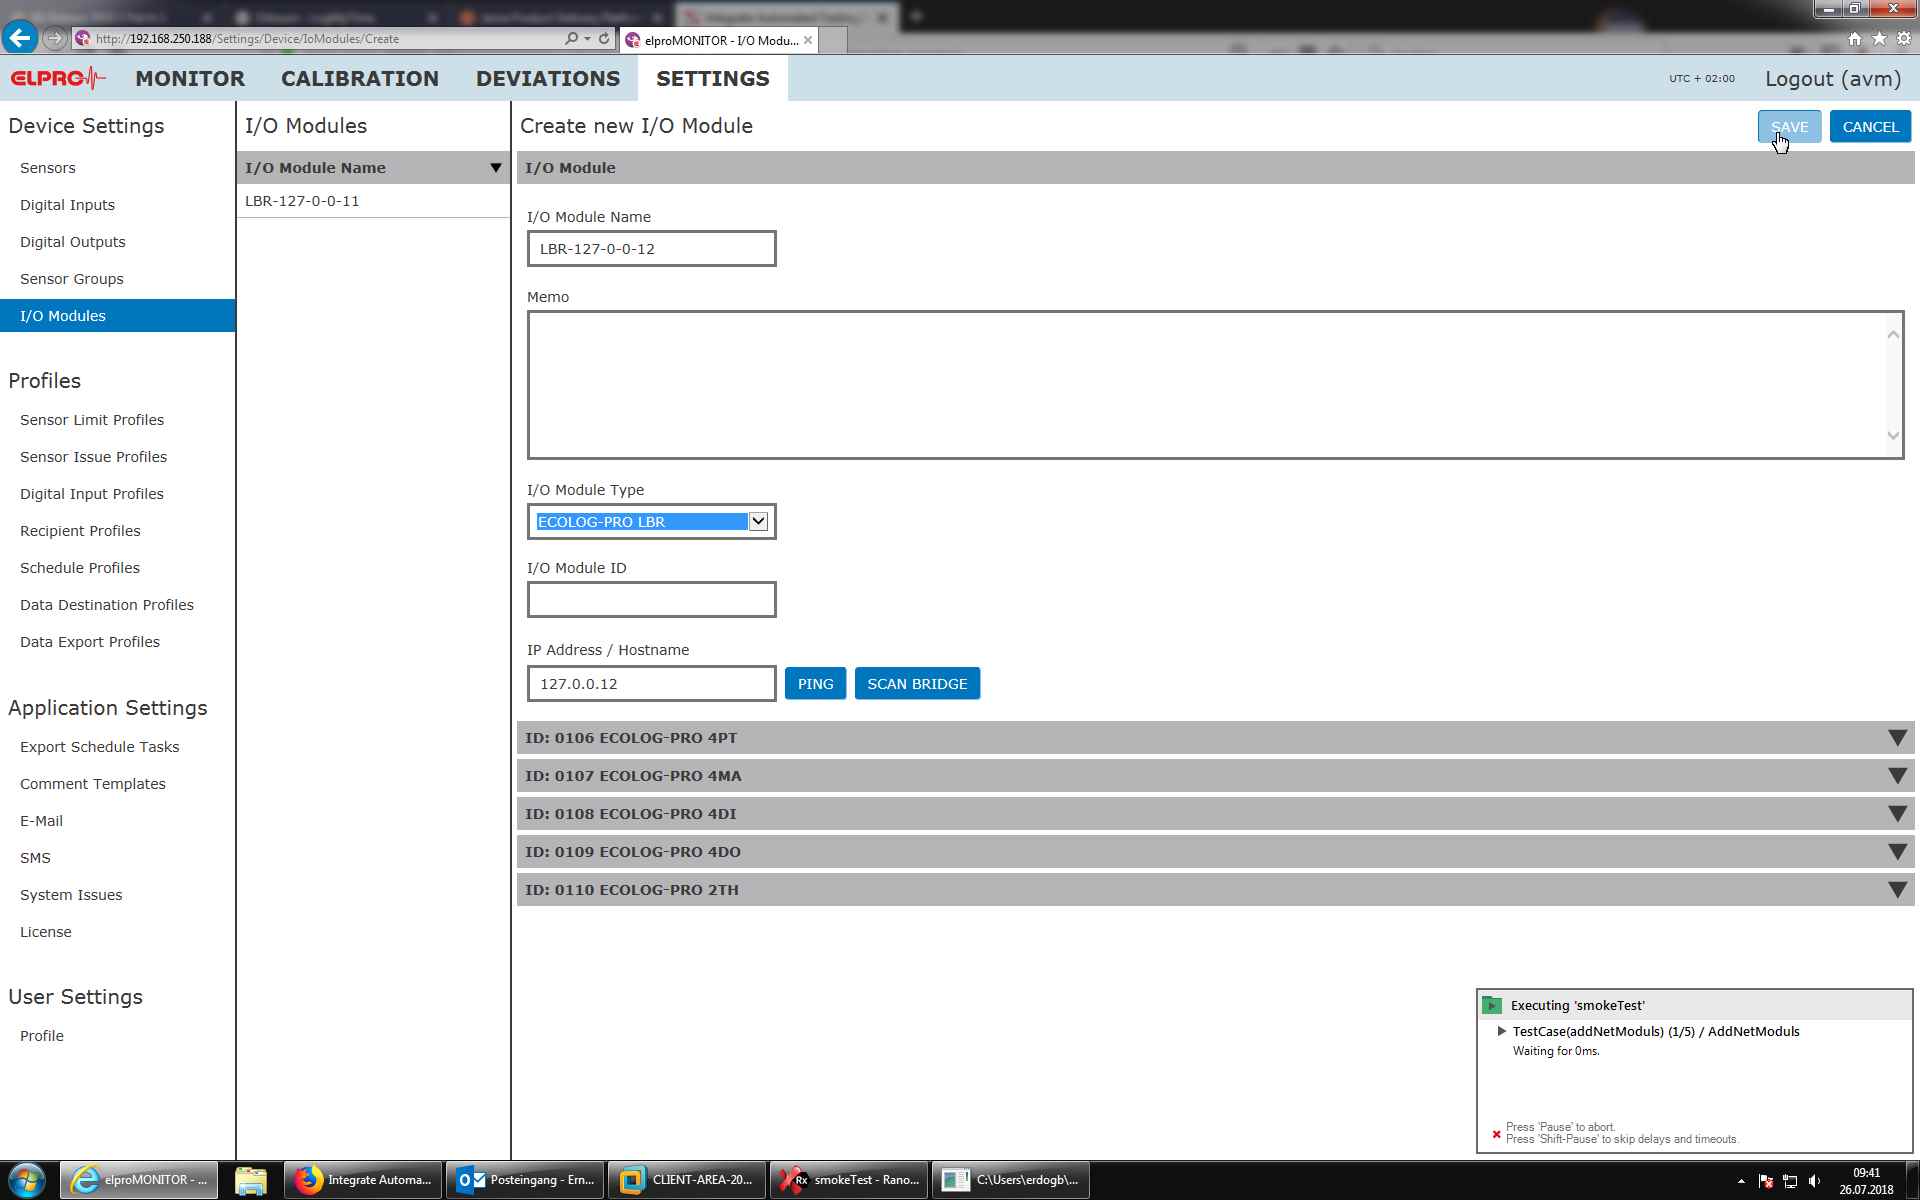 http://192.168.250.188/Settings/Device/IoModules/Create
elproMONITOR - I/O Modu...
ELPRO
MONITOR
CALIBRATION
DEVIATIONS
SETTINGS
UTC + 02:00
Logout (avm)
Device Settings
Sensors
Digital Inputs
Digital Outputs
Sensor Groups
I/O Modules
Profiles
Sensor Limit Profiles
Sensor Issue Profiles
Digital Input Profiles
Recipient Profiles
Schedule Profiles
Data Destination Profiles
Data Export Profiles
Application Settings
Export Schedule Tasks
Comment Templates
E-Mail
SMS
System Issues
License
User Settings
Profile
I/O Modules
I/O Module Name
LBR-127-0-0-11
Create new I/O Module
SAVE
CANCEL
I/O Module
I/O Module Name
LBR-127-0-0-12
Memo
I/O Module Type
ECOLOG-PRO LBR
I/O Module ID
IP Address / Hostname
127.0.0.12
PING
SCAN BRIDGE
ID: 0106 ECOLOG-PRO 4PT
ID: 0107 ECOLOG-PRO 4MA
ID: 0108 ECOLOG-PRO 4DI
ID: 0109 ECOLOG-PRO 4DO
ID: 0110 ECOLOG-PRO 2TH
Executing 'smokeTest'
TestCase(addNetModuls) (1/5) / AddNetModuls
Waiting for 0ms.
Press 'Pause' to abort.
Press 'Shift-Pause' to skip delays and timeouts.
elproMONITOR - ...
Integrate Automa...
Posteingang - Ern...
CLIENT-AREA-20...
Rx
smokeTest - Rano...
C:\Users\erdogb\...
09:41
26.07.2018